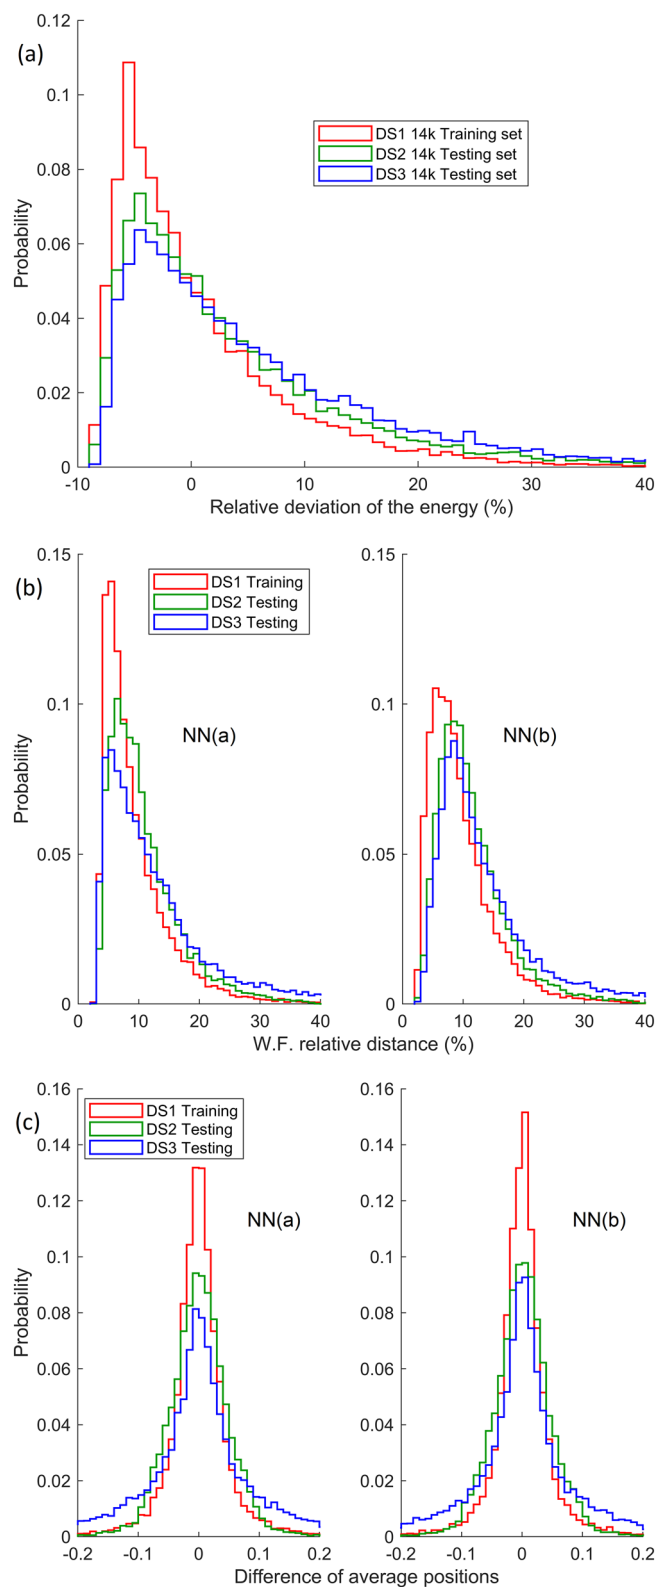 (a)
0.12
0.1
0.08
0.06
0.04
0.02
0
Probability
DS1 14k Training set
DS2 14k Testing set
DS3 14k Testing set
-10 0 10 20 30 40
Relative deviation of the energy (%)
(b)
0.15
0.1
0.05
0
Probability
DS1 Training
DS2 Testing
DS3 Testing
NN(a)
0 10 20 30 40
0.15
0.1
0.05
0
NN(b)
0 10 20 30 40
W.F. relative distance (%)
(c)
0.16
0.14
0.12
0.1
0.08
0.06
0.04
0.02
0
Probability
DS1 Training
DS2 Testing
DS3 Testing
NN(a)
-0.2 -0.1 0 0.1 0.2
0.16
0.14
0.12
0.1
0.08
0.06
0.04
0.02
0
NN(b)
-0.2 -0.1 0 0.1 0.2
Difference of average positions